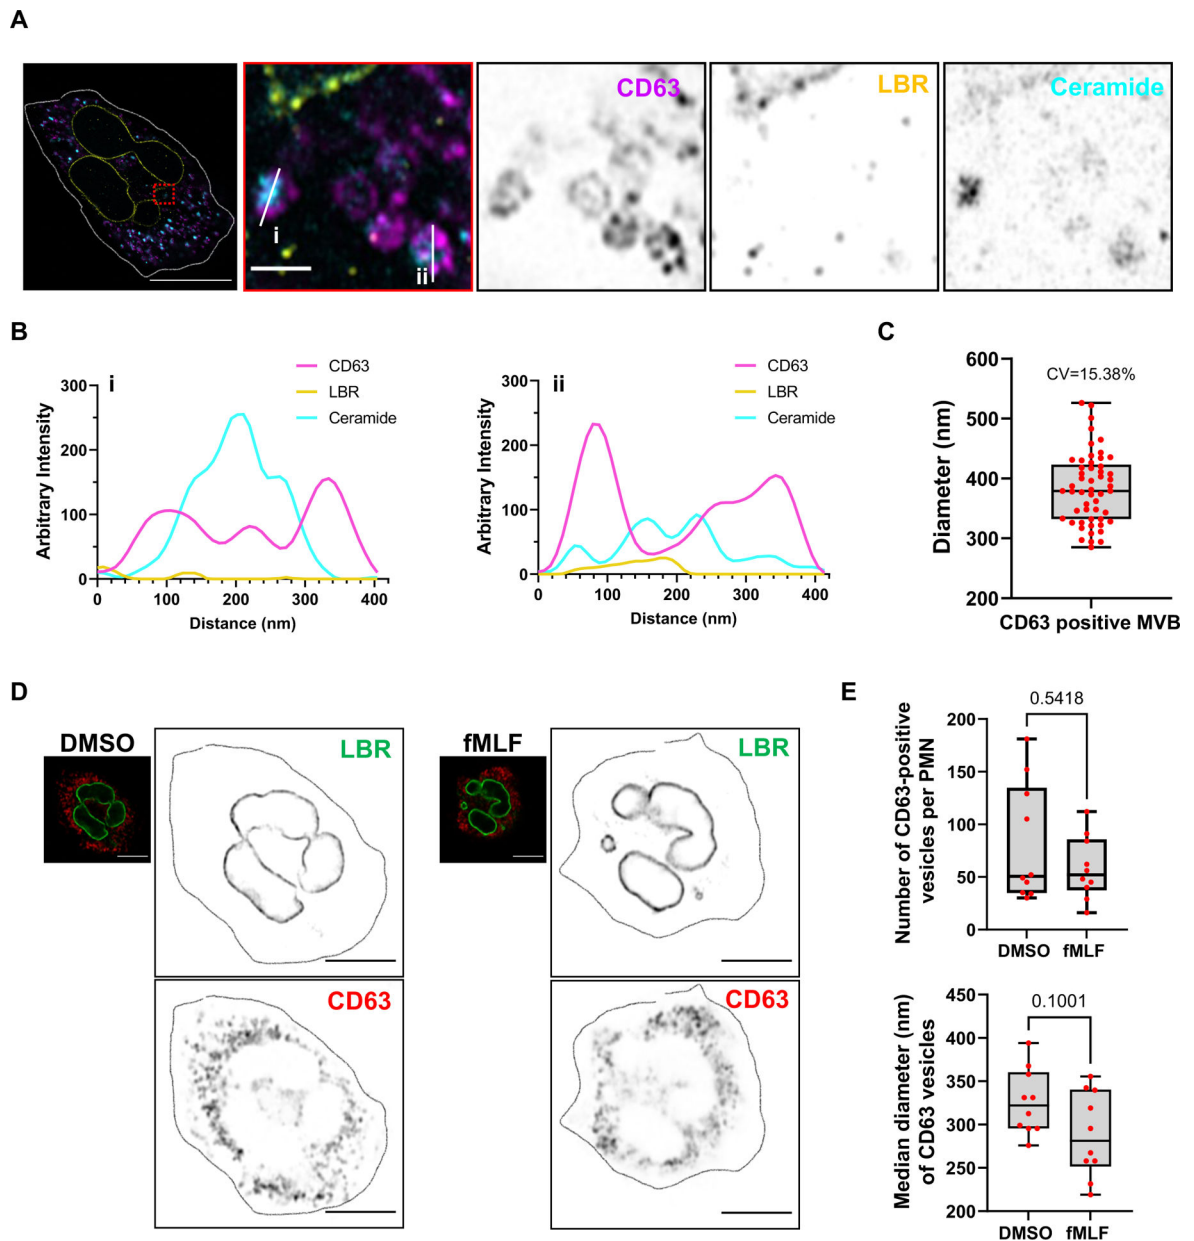 A
CD63
LBR
Ceramide
i
ii
B
i
CD63
LBR
Ceramide
300
200
100
0
0 100 200 300 400
Arbitrary Intensity
Distance (nm)
ii
CD63
LBR
Ceramide
300
200
100
0
0 100 200 300 400
Arbitrary Intensity
Distance (nm)
C
CV=15.38%
600
500
400
300
200
Diameter (nm)
CD63 positive MVB
D
DMSO
LBR
CD63
fMLF
LBR
CD63
E
0.5418
200
150
100
50
0
Number of CD63-positive
vesicles per PMN
DMSO fMLF
0.1001
450
400
350
300
250
200
Median diameter (nm)
of CD63 vesicles
DMSO fMLF